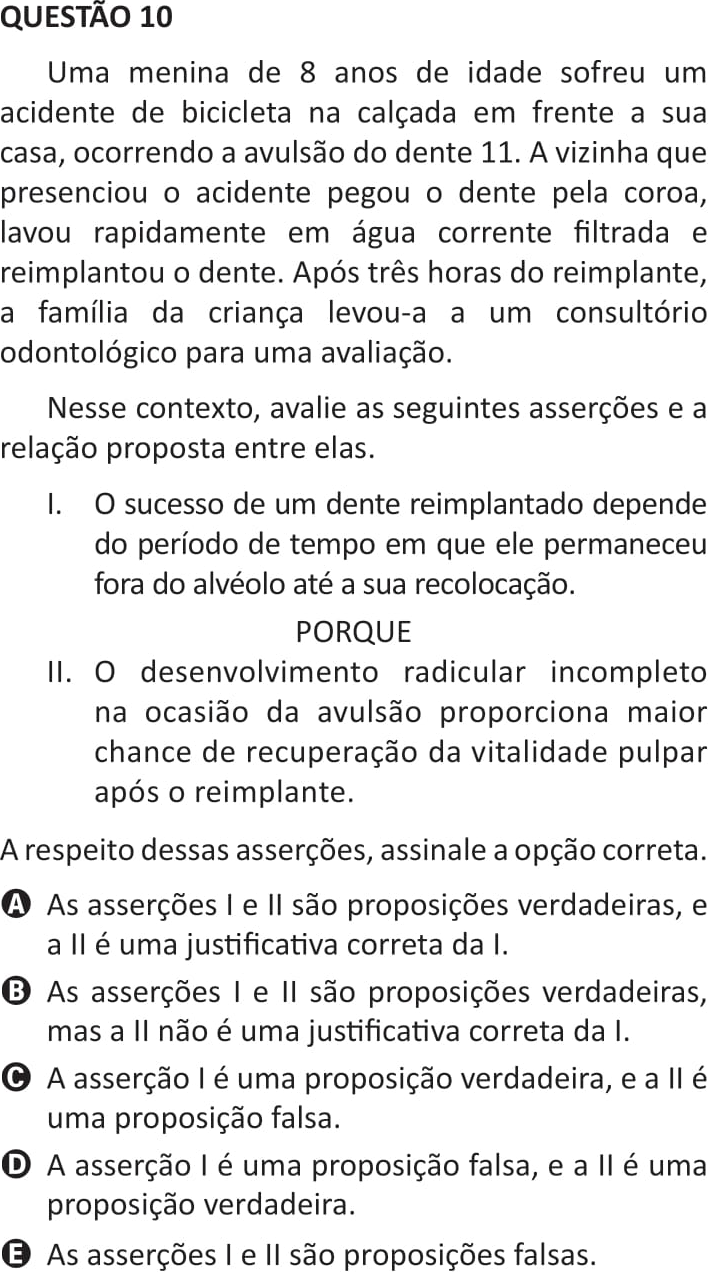 QUESTÃO 10
Uma menina de 8 anos de idade sofreu um
acidente de bicicleta na calçada em frente a sua
casa, ocorrendo a avulsão do dente 11. A vizinha que
presenciou o acidente pegou o dente pela coroa,
lavou rapidamente em água corrente filtrada e
reimplantou o dente. Após três horas do reimplante,
a família da criança levou-a a um consultório
odontológico para uma avaliação.
Nesse contexto, avalie as seguintes asserções e a
relação proposta entre elas.
I. O sucesso de um dente reimplantado depende
do período de tempo em que ele permaneceu
fora do alvéolo até a sua recolocação.
PORQUE
II. O desenvolvimento radicular incompleto
na ocasião da avulsão proporciona maior
chance de recuperação da vitalidade pulpar
após o reimplante.
A respeito dessas asserções, assinale a opção correta.
A As asserções I e II são proposições verdadeiras, e
a II é uma justificativa correta da I.
B As asserções I e II são proposições verdadeiras,
mas a II não é uma justificativa correta da I.
C A asserção I é uma proposição verdadeira, e a II é
uma proposição falsa.
D A asserção I é uma proposição falsa, e a II é uma
proposição verdadeira.
E As asserções I e II são proposições falsas.